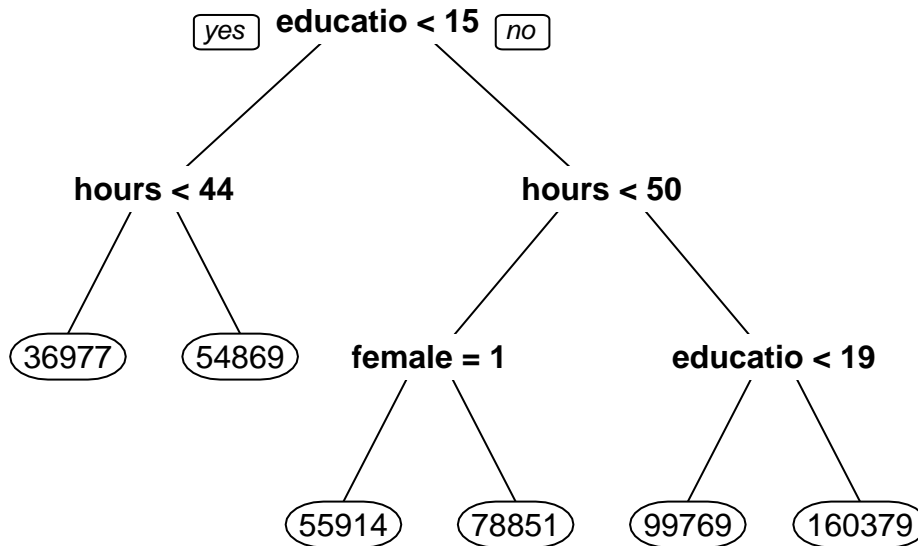 yes educatio < 15 no
hours < 44 hours < 50
36977 54869 female = 1 educatio < 19
55914 78851 99769 160379